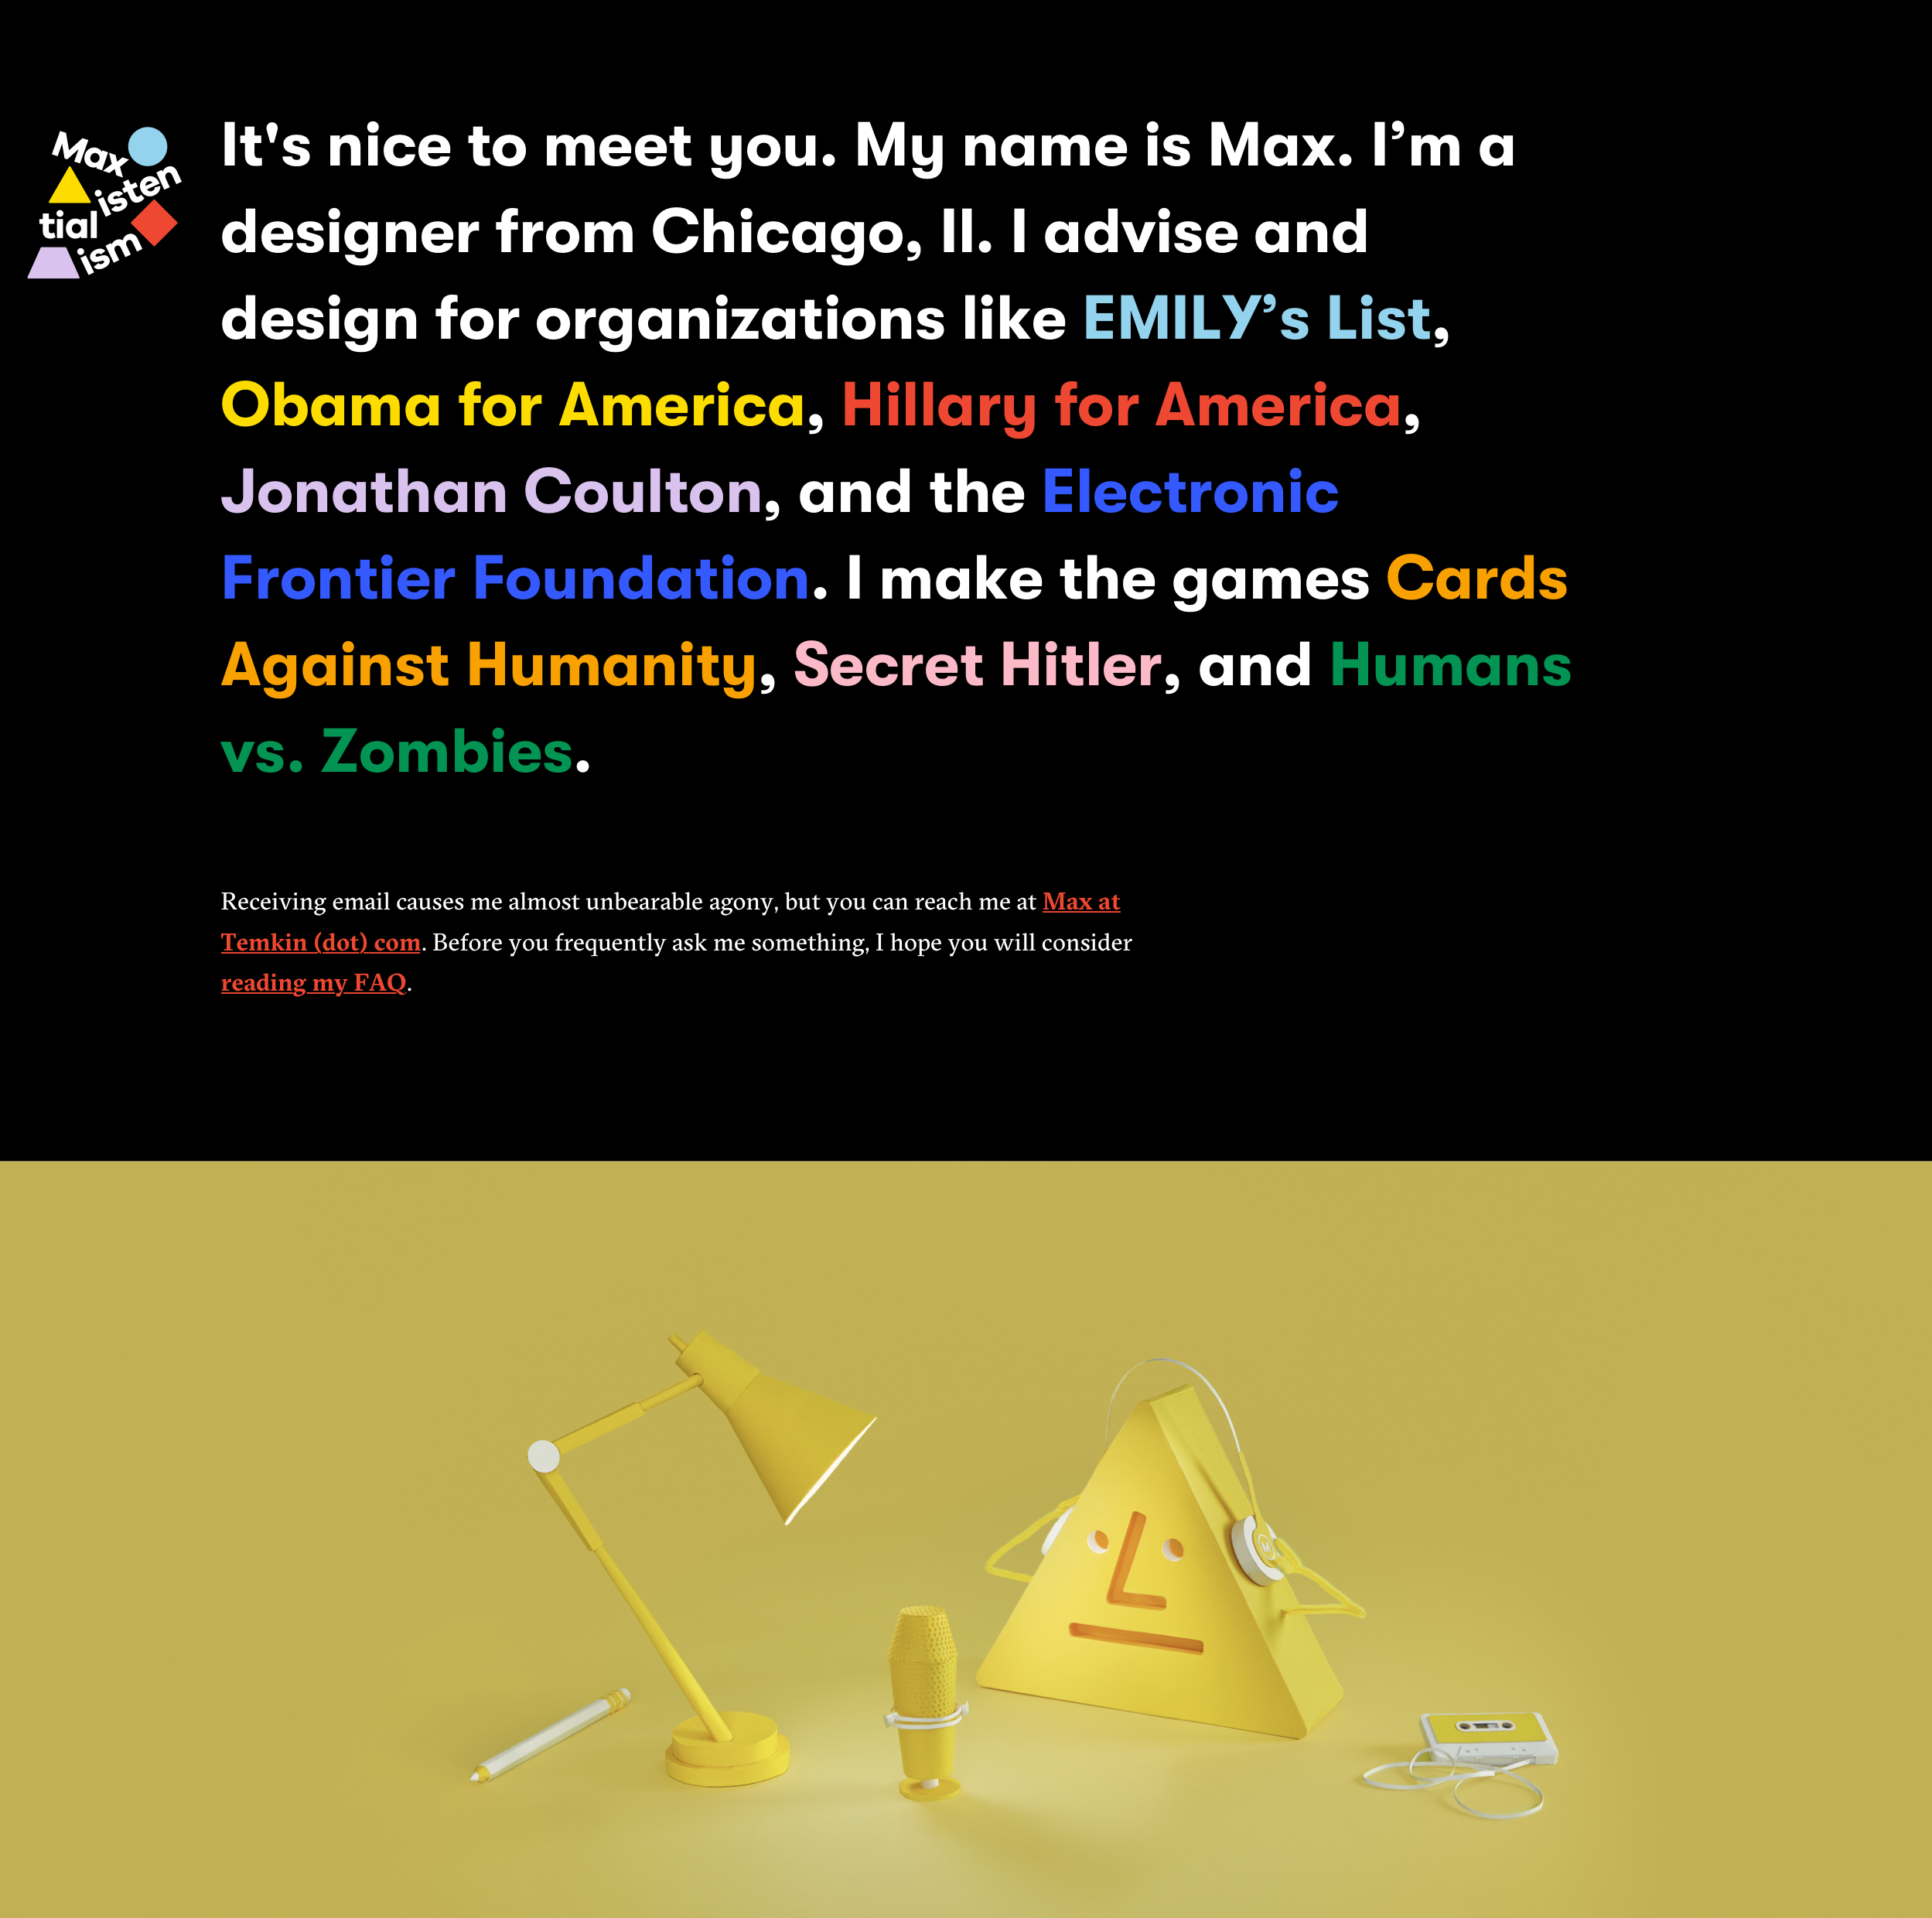 Max
isten
tial
ism
It's nice to meet you. My name is Max. I’m a
designer from Chicago, Il. I advise and
design for organizations like EMILY’s List,
Obama for America, Hillary for America,
Jonathan Coulton, and the Electronic
Frontier Foundation. I make the games Cards
Against Humanity, Secret Hitler, and Humans
vs. Zombies.
Receiving email causes me almost unbearable agony, but you can reach me at Max at
Temkin (dot) com. Before you frequently ask me something, I hope you will consider
reading my FAQ.
M